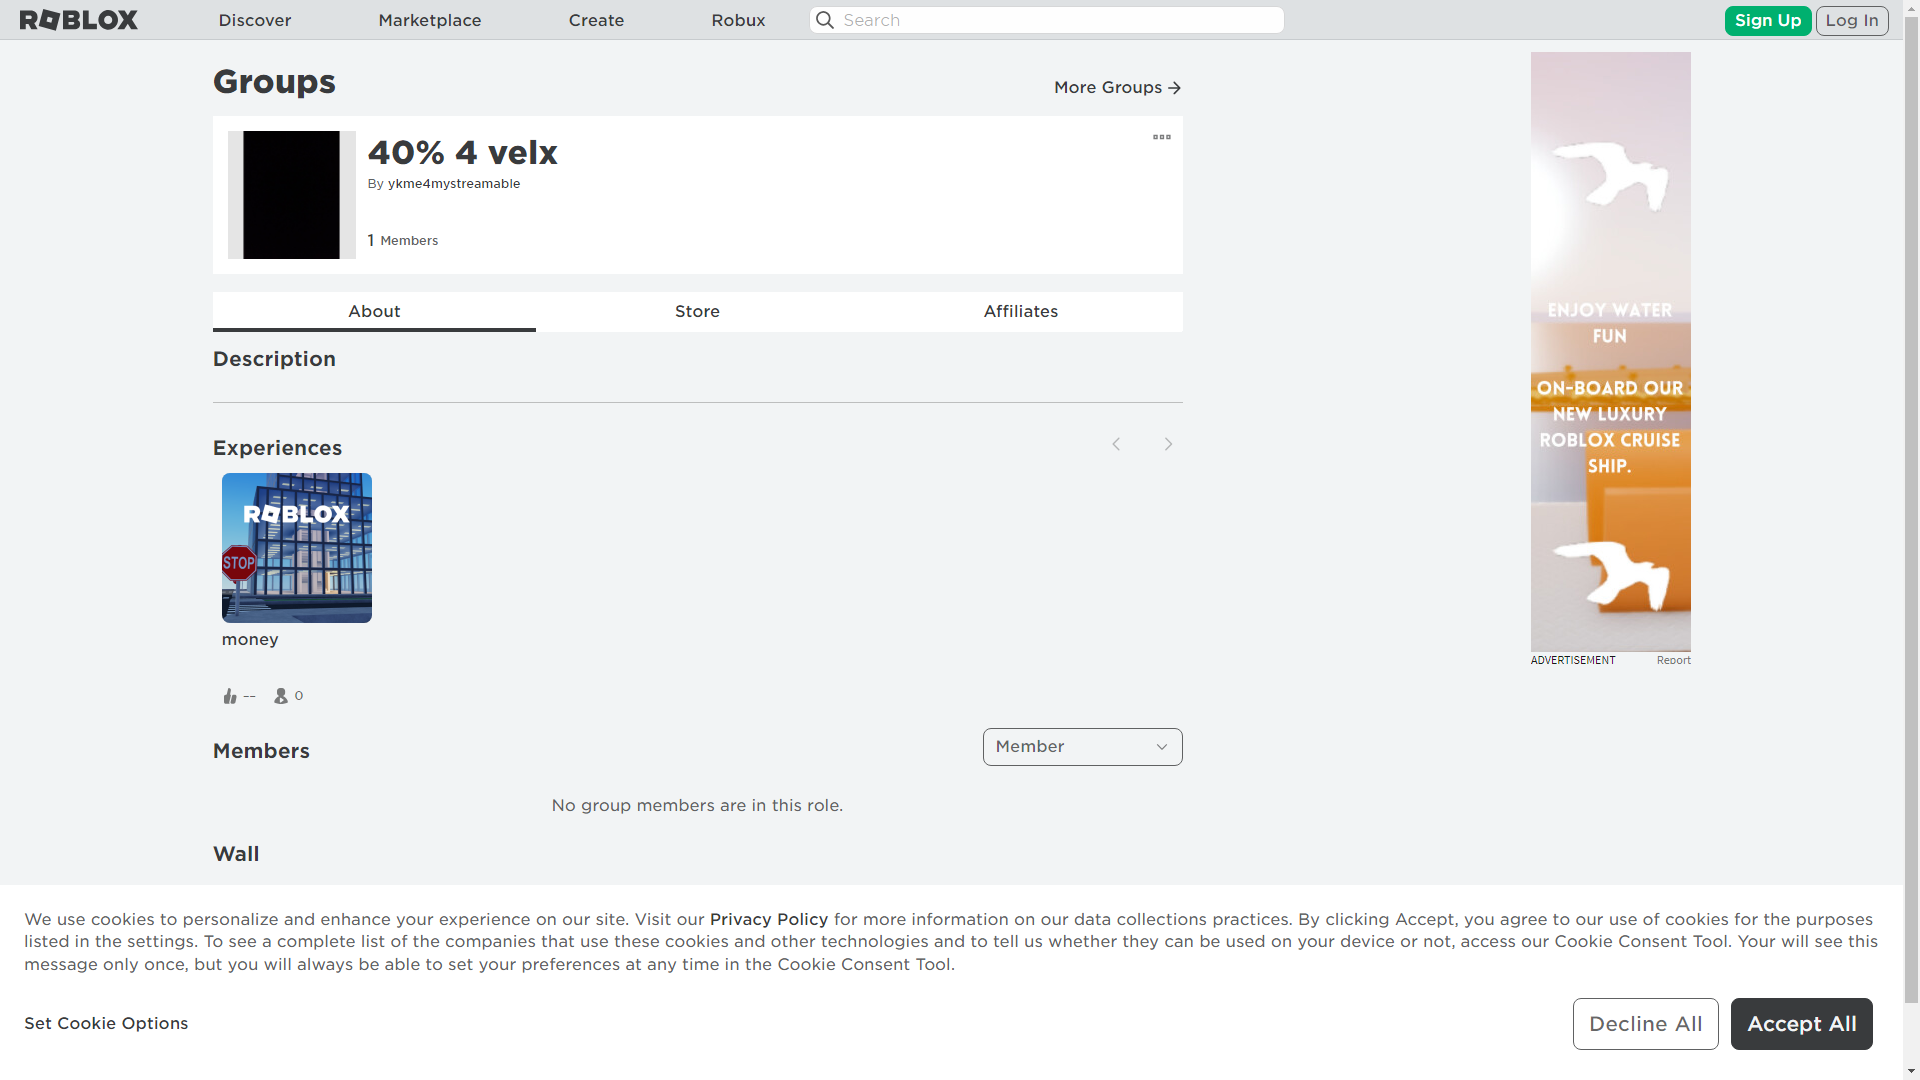 ROBLOX
Discover
Marketplace
Create
Robux
Search
Sign Up
Log In
Groups
More Groups
40% 4 velx
By ykme4mystreamable
1 Members
About
Store
Affiliates
Description
Experiences
ROBLOX
STOP
money
--
0
Members
Member
No group members are in this role.
Wall
ENJOY WATER
FUN
ON-BOARD OUR
NEW LUXURY
ROBLOX CRUISE
SHIP.
ADVERTISEMENT
Report
We use cookies to personalize and enhance your experience on our site. Visit our Privacy Policy for more information on our data collections practices. By clicking Accept, you agree to our use of cookies for the purposes
listed in the settings. To see a complete list of the companies that use these cookies and other technologies and to tell us whether they can be used on your device or not, access our Cookie Consent Tool. Your will see this
message only once, but you will always be able to set your preferences at any time in the Cookie Consent Tool.
Set Cookie Options
Decline All
Accept All